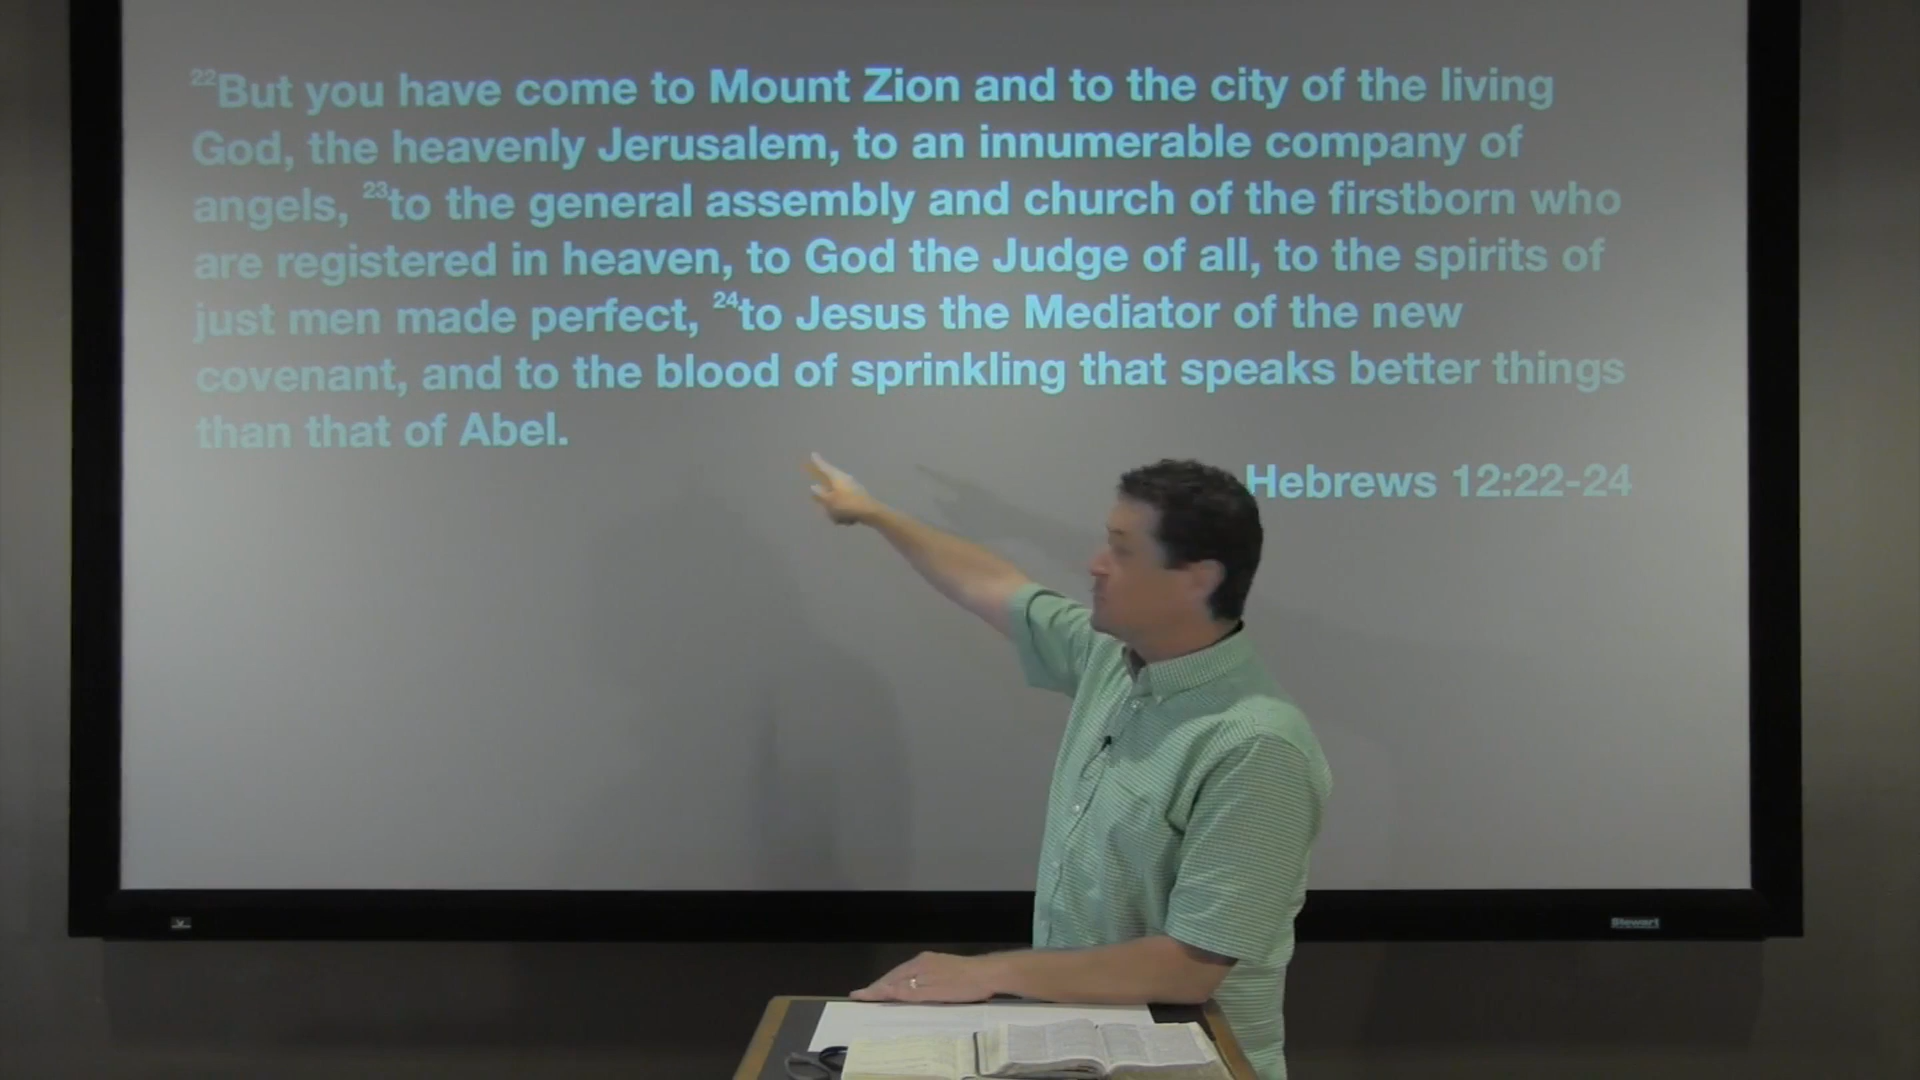 ²²But you have come to Mount Zion and to the city of the living
God, the heavenly Jerusalem, to an innumerable company of
angels, ²³to the general assembly and church of the firstborn who
are registered in heaven, to God the Judge of all, to the spirits of
just men made perfect, ²⁴to Jesus the Mediator of the new
covenant, and to the blood of sprinkling that speaks better things
than that of Abel.
Hebrews 12:22-24
Stewart